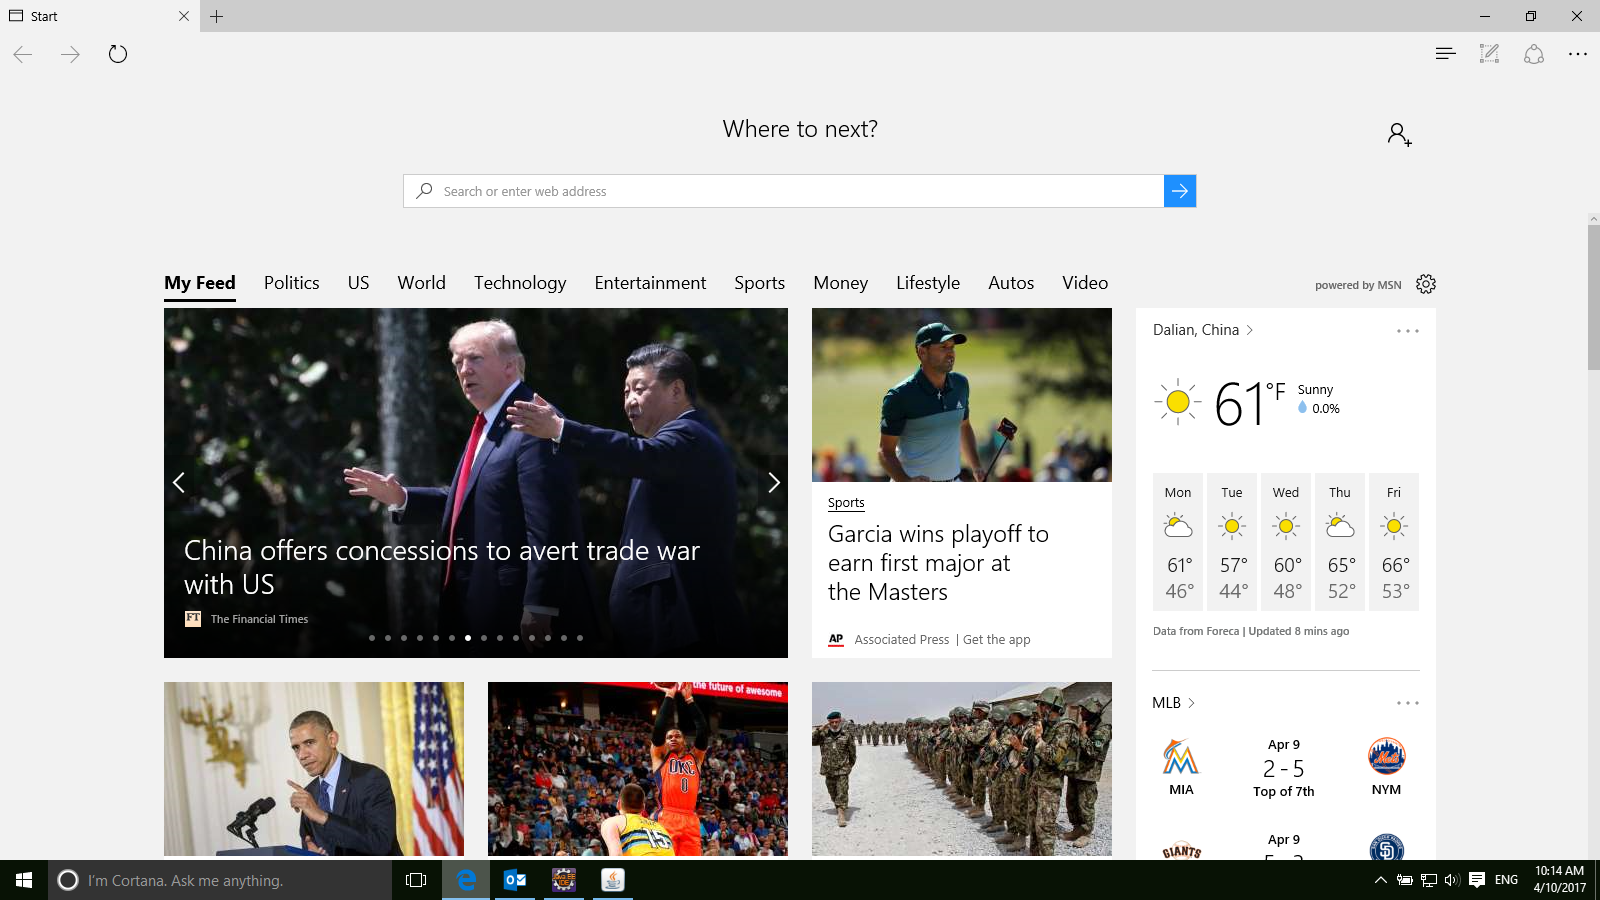 Start
Where to next?
Search or enter web address
My Feed Politics US World Technology Entertainment Sports Money Lifestyle Autos Video
powered by MSN
China offers concessions to avert trade war
with US
FT The Financial Times
Sports
Garcia wins playoff to
earn first major at
the Masters
AP Associated Press | Get the app
Dalian, China
61°F
Sunny
0.0%
Mon Tue Wed Thu Fri
61° 57° 60° 65° 66°
46° 44° 48° 52° 53°
Data from Foreca | Updated 8 mins ago
MLB
Apr 9
2 - 5
Mets
MIA Top of 7th NYM
Apr 9
GIANTS
SD
the future of awesome
OKC
0
15
I'm Cortana. Ask me anything.
ENG
10:14 AM
4/10/2017